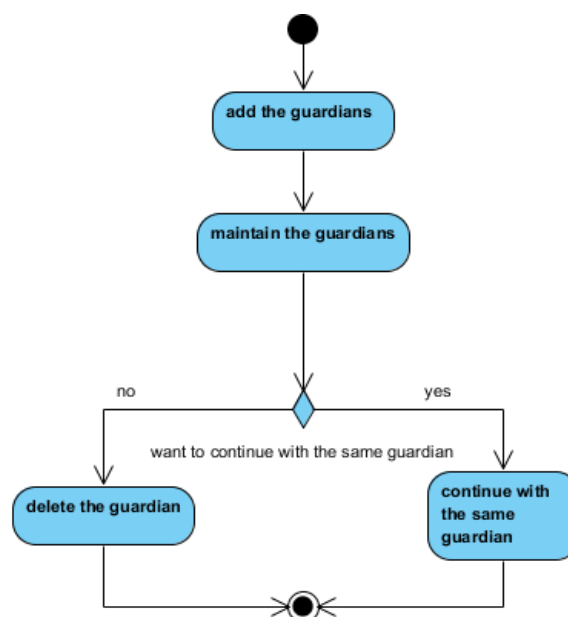 add the guardians
maintain the guardians
no
yes
want to continue with the same guardian
delete the guardian
continue with
the same
guardian